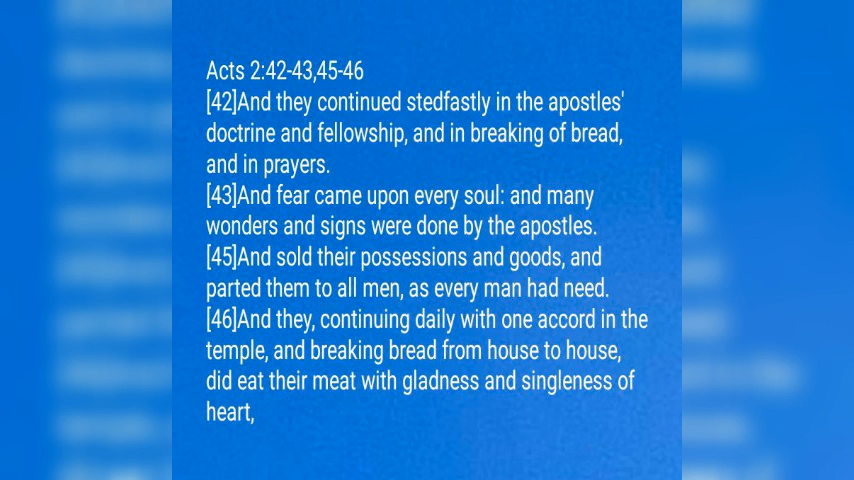 Acts 2:42-43,45-46
[42]And they continued stedfastly in the apostles'
doctrine and fellowship, and in breaking of bread,
and in prayers.
[43]And fear came upon every soul: and many
wonders and signs were done by the apostles.
[45]And sold their possessions and goods, and
parted them to all men, as every man had need.
[46]And they, continuing daily with one accord in the
temple, and breaking bread from house to house,
did eat their meat with gladness and singleness of
heart,